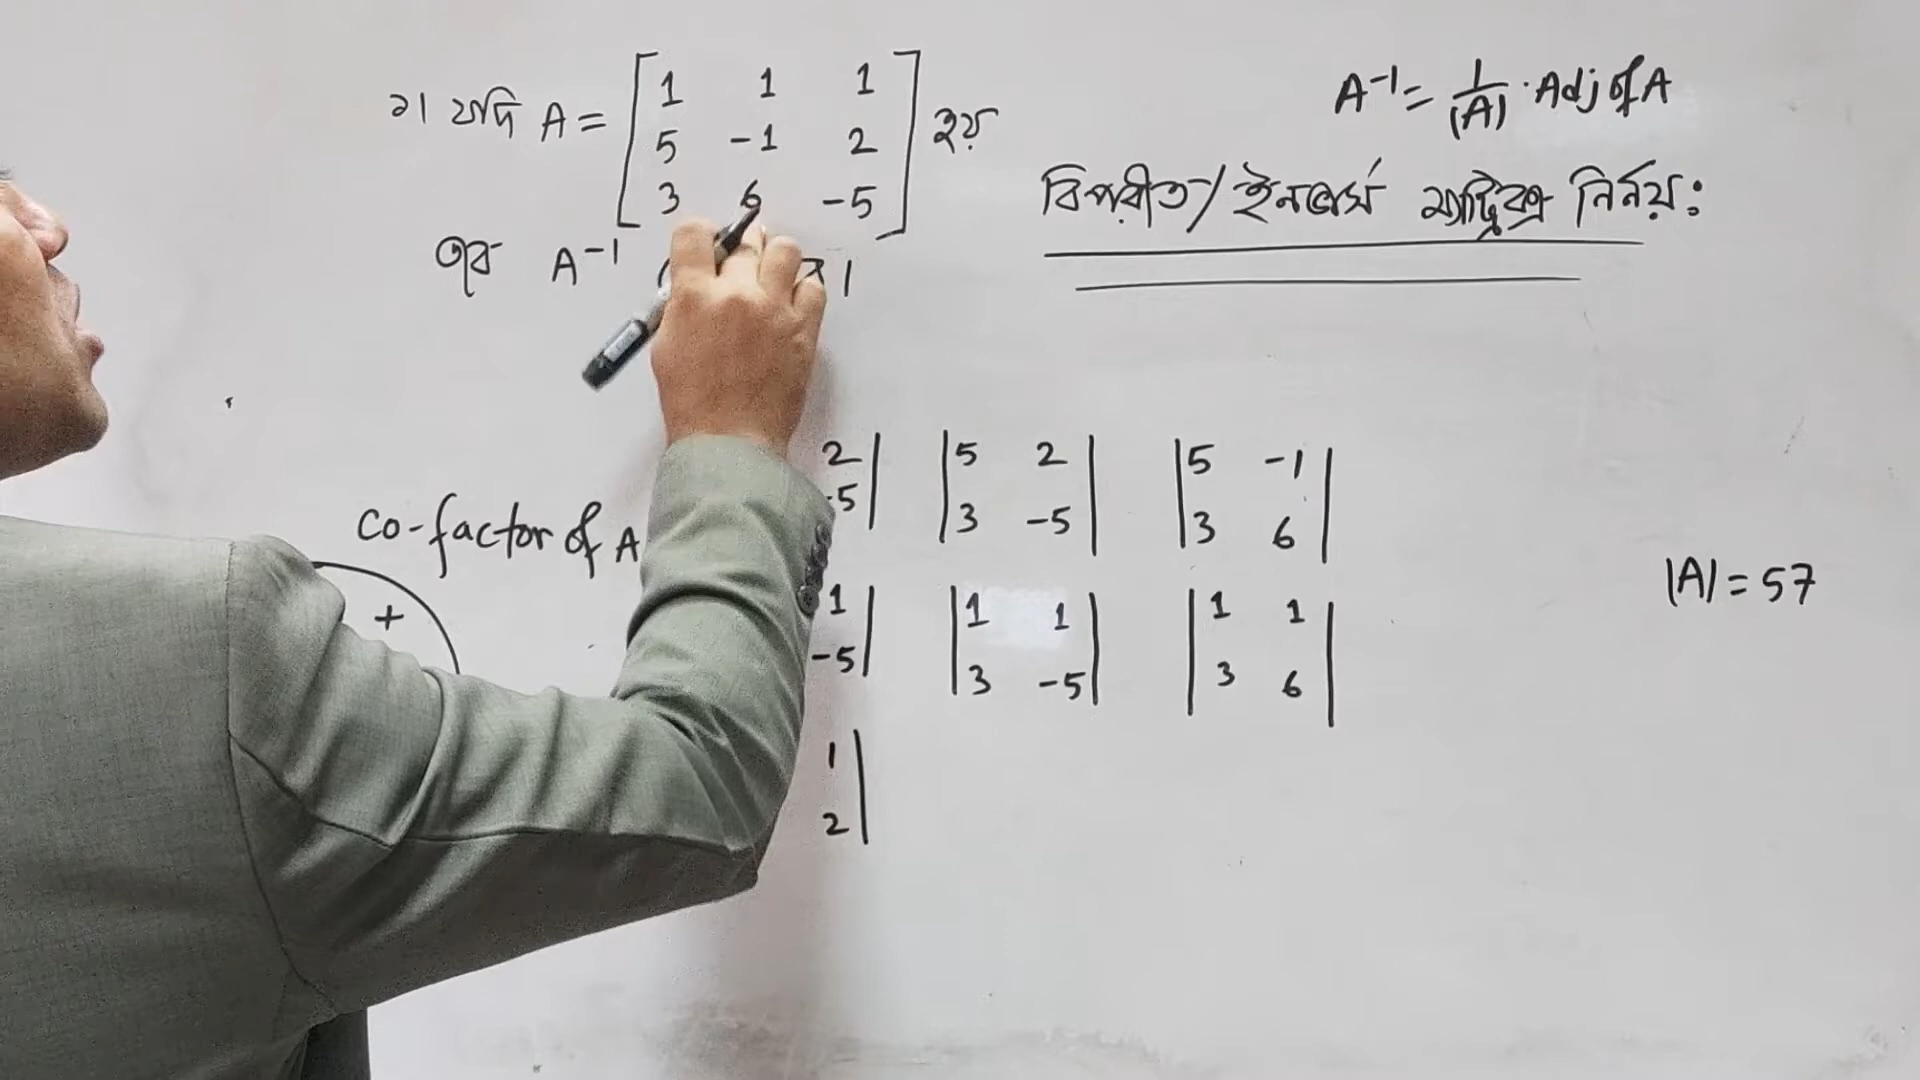 ২। যদি A = [1 1 1
5 -1 2
3 6 -5] হয়
তবে A⁻¹
A⁻¹ = 1/|A| · Adj of A
বিপরীত/ইনভার্স ম্যাট্রিক্স নির্নয়:
Co-factor of A
+
2| |5 2| |5 -1|
-5| |3 -5| |3 6|
1| |1 1| |1 1|
-5| |3 -5| |3 6|
1|
2|
|A| = 57